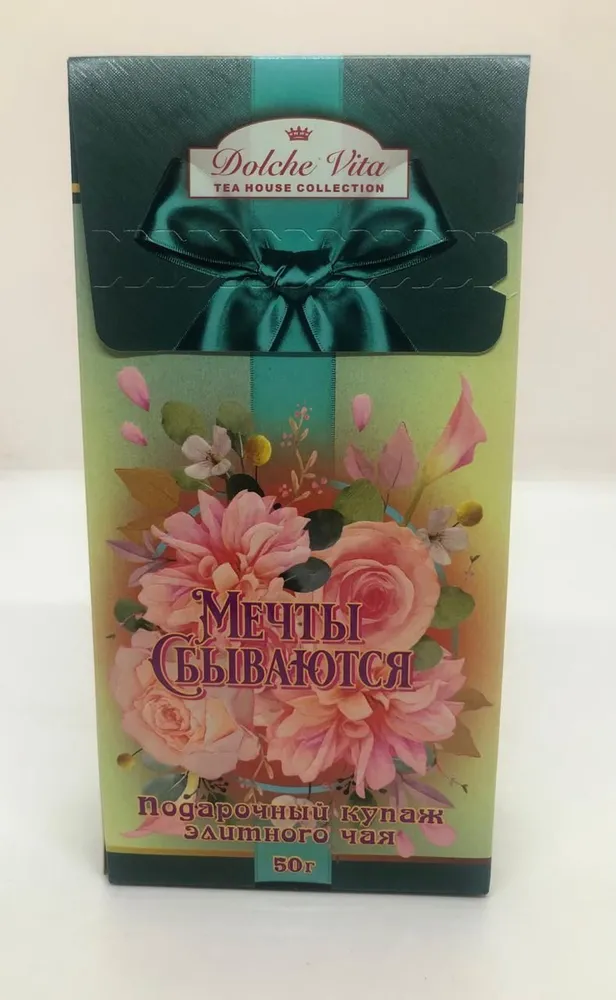 Dolche Vita
TEA HOUSE COLLECTION
Мечты
Сбываются
Подарочный купаж
элитного чая
50г